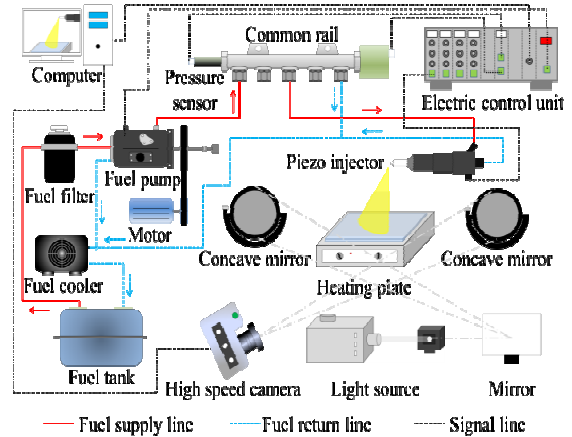 Common rail
Computer
Pressure
sensor
Electric control unit
Fuel filter
Fuel pump
Piezo injector
Motor
Concave mirror
Concave mirror
Fuel cooler
Heating plate
Fuel tank
High speed camera
Light source
Mirror
Fuel supply line
Fuel return line
Signal line